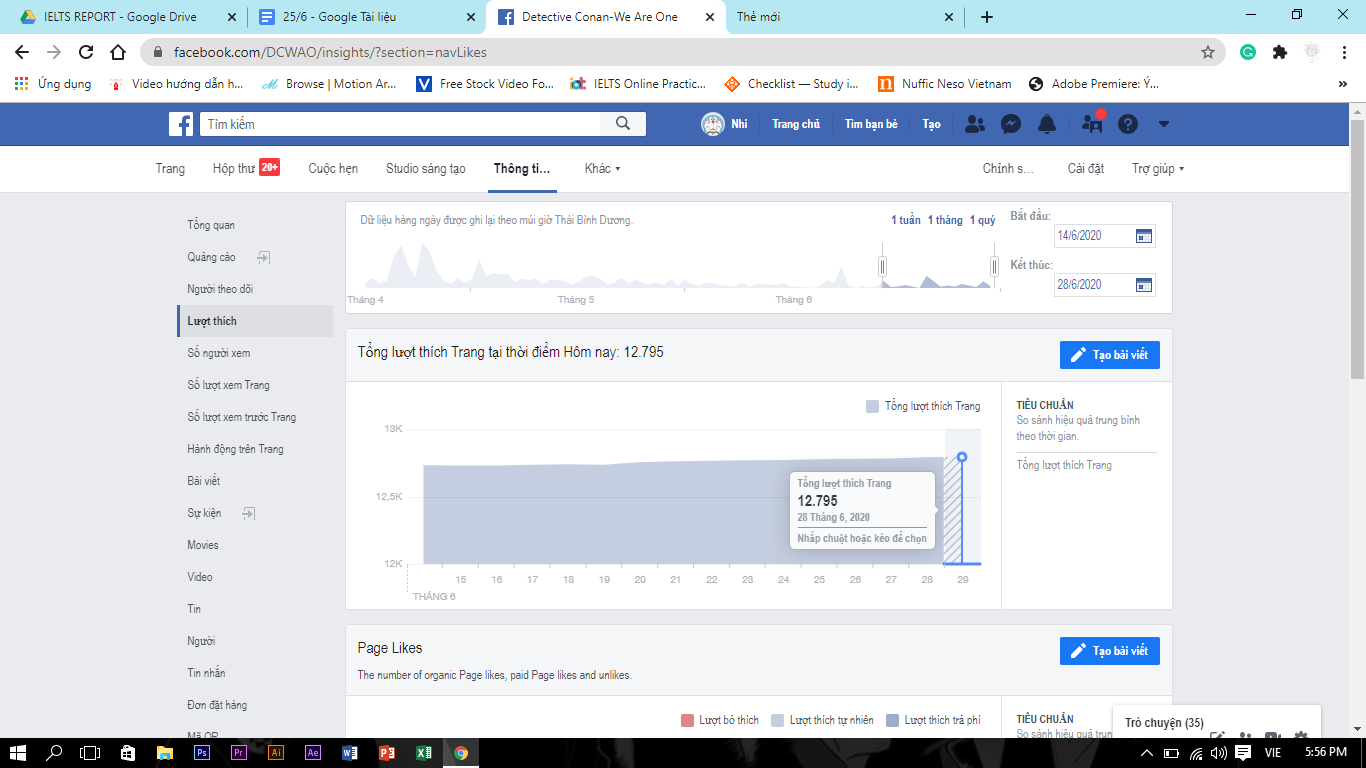 IELTS REPORT - Google Drive
25/6 - Google Tài liệu
Detective Conan-We Are One
Thẻ mới
facebook.com/DCWAO/insights/?section=navLikes
Ứng dụng
Video hướng dẫn h...
Browse | Motion Ar...
Free Stock Video Fo...
IELTS Online Practic...
Checklist — Study i...
Nuffic Neso Vietnam
Adobe Premiere: Ý...
Tìm kiếm
Nhi
Trang chủ
Tìm bạn bè
Tạo
Trang
Hộp thư 20+
Cuộc hẹn
Studio sáng tạo
Thông ti...
Khác
Chỉnh s...
Cài đặt
Trợ giúp
Tổng quan
Quảng cáo
Người theo dõi
Lượt thích
Số người xem
Số lượt xem Trang
Số lượt xem trước Trang
Hành động trên Trang
Bài viết
Sự kiện
Movies
Video
Tin
Người
Tin nhắn
Đơn đặt hàng
Mã QR
Dữ liệu hàng ngày được ghi lại theo múi giờ Thái Bình Dương.
1 tuần 1 tháng 1 quý
Bắt đầu:
14/6/2020
Kết thúc:
28/6/2020
Tháng 4
Tháng 5
Tháng 6
Tổng lượt thích Trang tại thời điểm Hôm nay: 12.795
Tạo bài viết
Tổng lượt thích Trang
13K
12,5K
12K
Tổng lượt thích Trang
12.795
28 Tháng 6, 2020
Nhấp chuột hoặc kéo để chọn
15 16 17 18 19 20 21 22 23 24 25 26 27 28 29
THÁNG 6
TIÊU CHUẨN
So sánh hiệu quả trung bình
theo thời gian.
Tổng lượt thích Trang
Page Likes
The number of organic Page likes, paid Page likes and unlikes.
Tạo bài viết
Lượt bỏ thích
Lượt thích tự nhiên
Lượt thích trả phí
TIÊU CHUẨN
So sánh hiệu quả trung
Trò chuyện (35)
Ps
Pr
Ai
Ae
VIE
5:56 PM